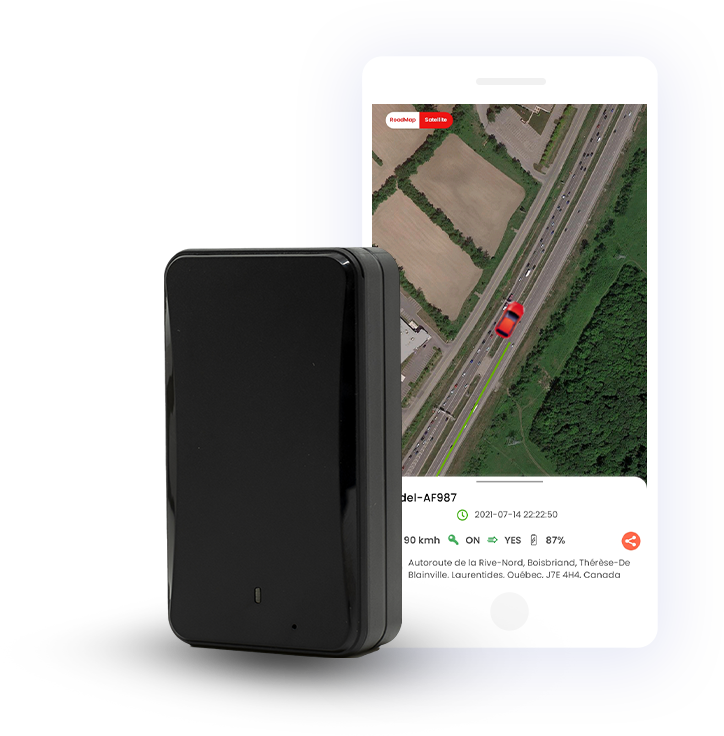 RoadMap Satellite
del-AF987
2021-07-14 22:22:50
90 kmh ON YES 87%
Autoroute de la Rive-Nord, Boisbriand, Thérèse-De
Blainville, Laurentides, Québec, J7E 4H4, Canada